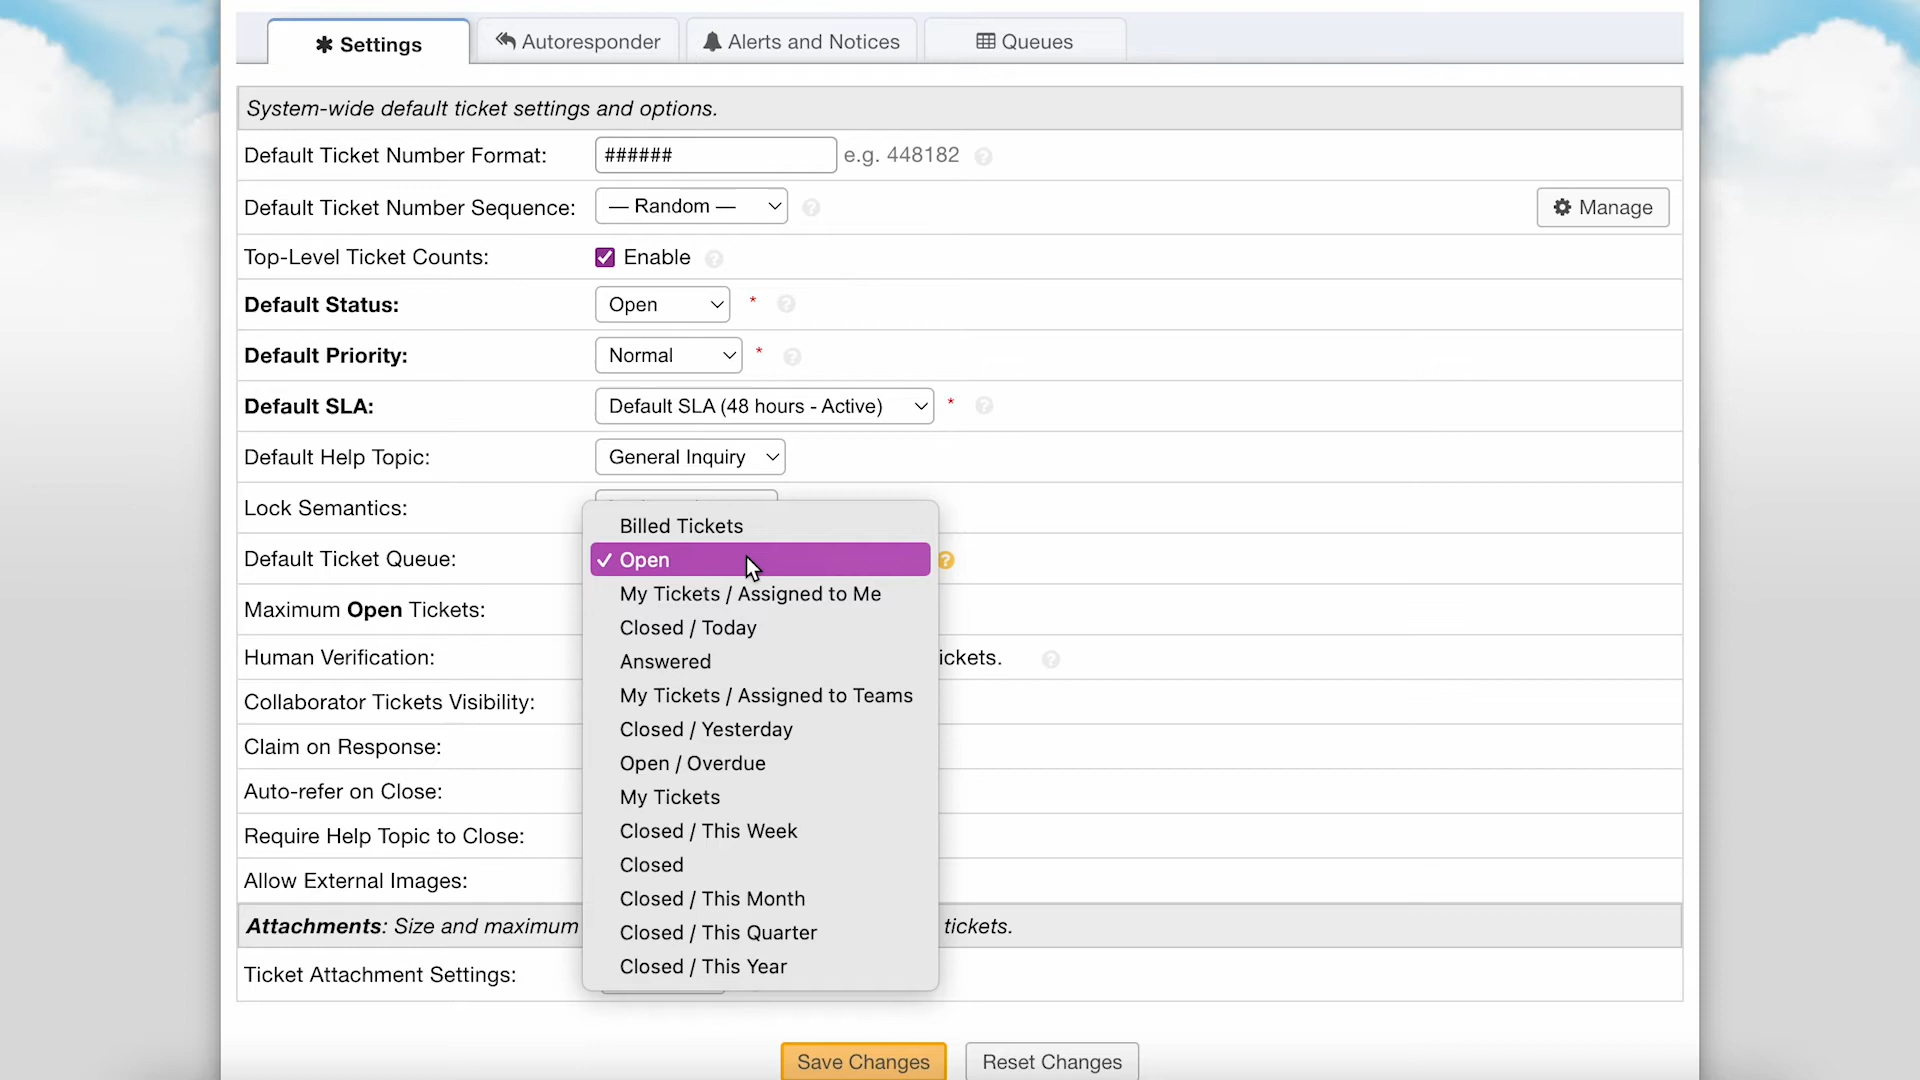 Settings
Autoresponder
Alerts and Notices
Queues
System-wide default ticket settings and options.
Default Ticket Number Format: ###### e.g. 448182
Default Ticket Number Sequence: — Random — Manage
Top-Level Ticket Counts: Enable
Default Status: Open *
Default Priority: Normal *
Default SLA: Default SLA (48 hours - Active) *
Default Help Topic: General Inquiry
Lock Semantics:
Default Ticket Queue:
Maximum Open Tickets:
Human Verification: ickets.
Collaborator Tickets Visibility:
Claim on Response:
Auto-refer on Close:
Require Help Topic to Close:
Allow External Images:
Attachments: Size and maximum tickets.
Ticket Attachment Settings:
Billed Tickets
✓ Open
My Tickets / Assigned to Me
Closed / Today
Answered
My Tickets / Assigned to Teams
Closed / Yesterday
Open / Overdue
My Tickets
Closed / This Week
Closed
Closed / This Month
Closed / This Quarter
Closed / This Year
Save Changes
Reset Changes